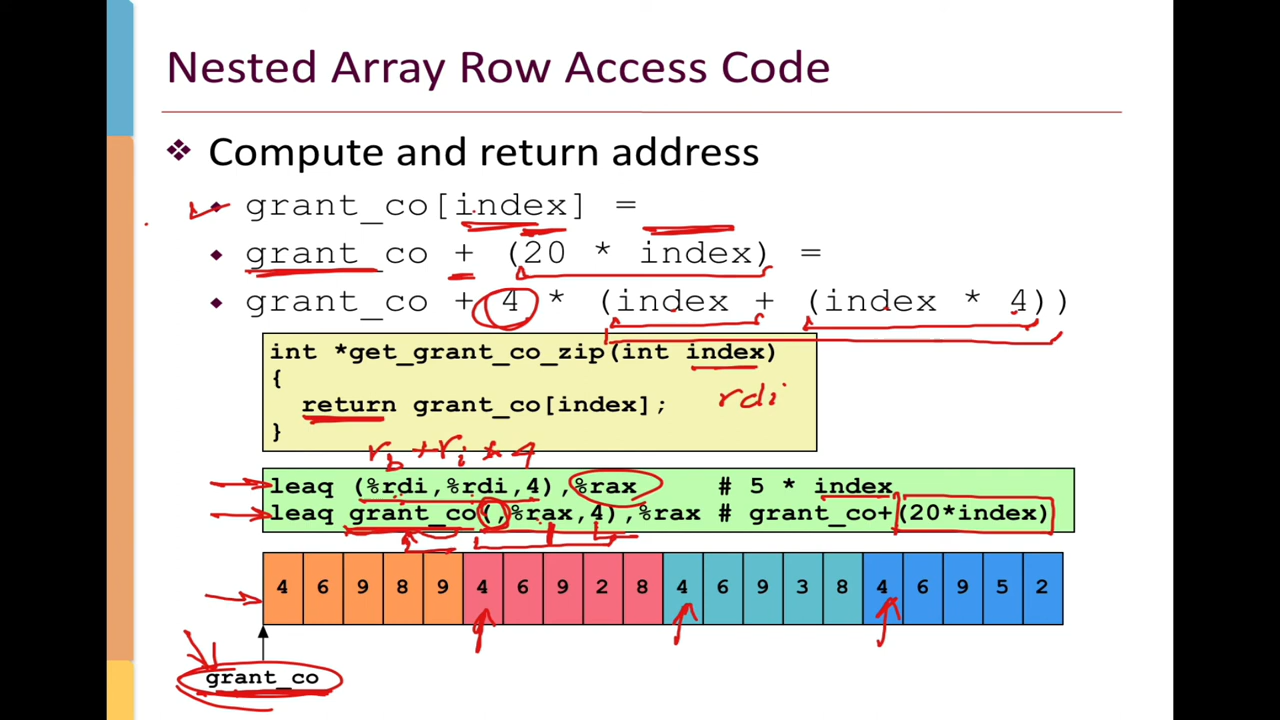 Nested Array Row Access Code
❖ Compute and return address
◆ grant_co[index] =
◆ grant_co + (20 * index) =
◆ grant_co + 4 * (index + (index * 4))
int *get_grant_co_zip(int index)
{
return grant_co[index];
rdi
}
rb + ri * 4
leaq (%rdi,%rdi,4),%rax # 5 * index
leaq grant_co(,%rax,4),%rax # grant_co+(20*index)
4 6 9 8 9 4 6 9 2 8 4 6 9 3 8 4 6 9 5 2
grant_co